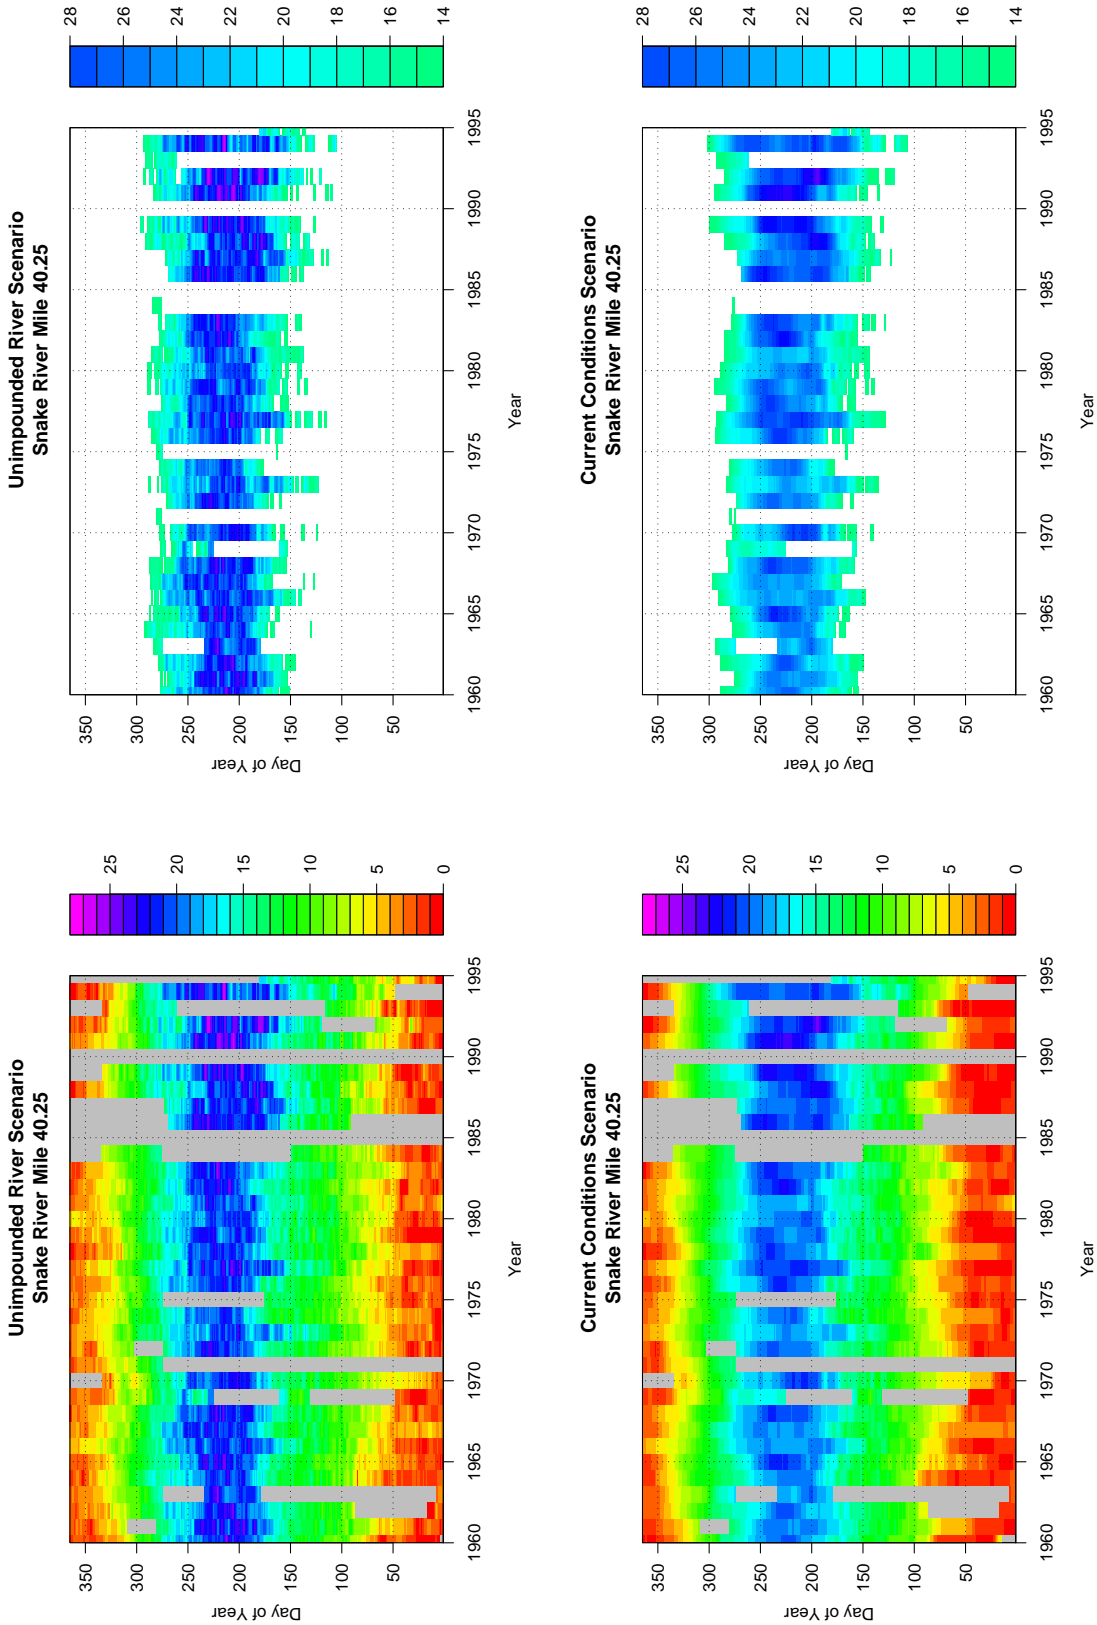 Unimpounded River Scenario
Snake River Mile 40.25
Day of Year
350
300
250
200
150
100
50
1960 1965 1970 1975 1980 1985 1990 1995
Year
25
20
15
10
5
0
Unimpounded River Scenario
Snake River Mile 40.25
Day of Year
350
300
250
200
150
100
50
1960 1965 1970 1975 1980 1985 1990 1995
Year
28
26
24
22
20
18
16
14
Current Conditions Scenario
Snake River Mile 40.25
Day of Year
350
300
250
200
150
100
50
1960 1965 1970 1975 1980 1985 1990 1995
Year
25
20
15
10
5
0
Current Conditions Scenario
Snake River Mile 40.25
Day of Year
350
300
250
200
150
100
50
1960 1965 1970 1975 1980 1985 1990 1995
Year
28
26
24
22
20
18
16
14